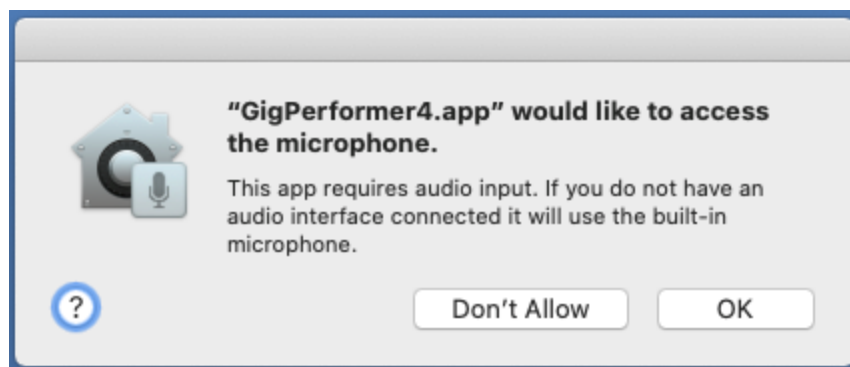 “GigPerformer4.app” would like to access
the microphone.
This app requires audio input. If you do not have an
audio interface connected it will use the built-in
microphone.
? Don’t Allow OK